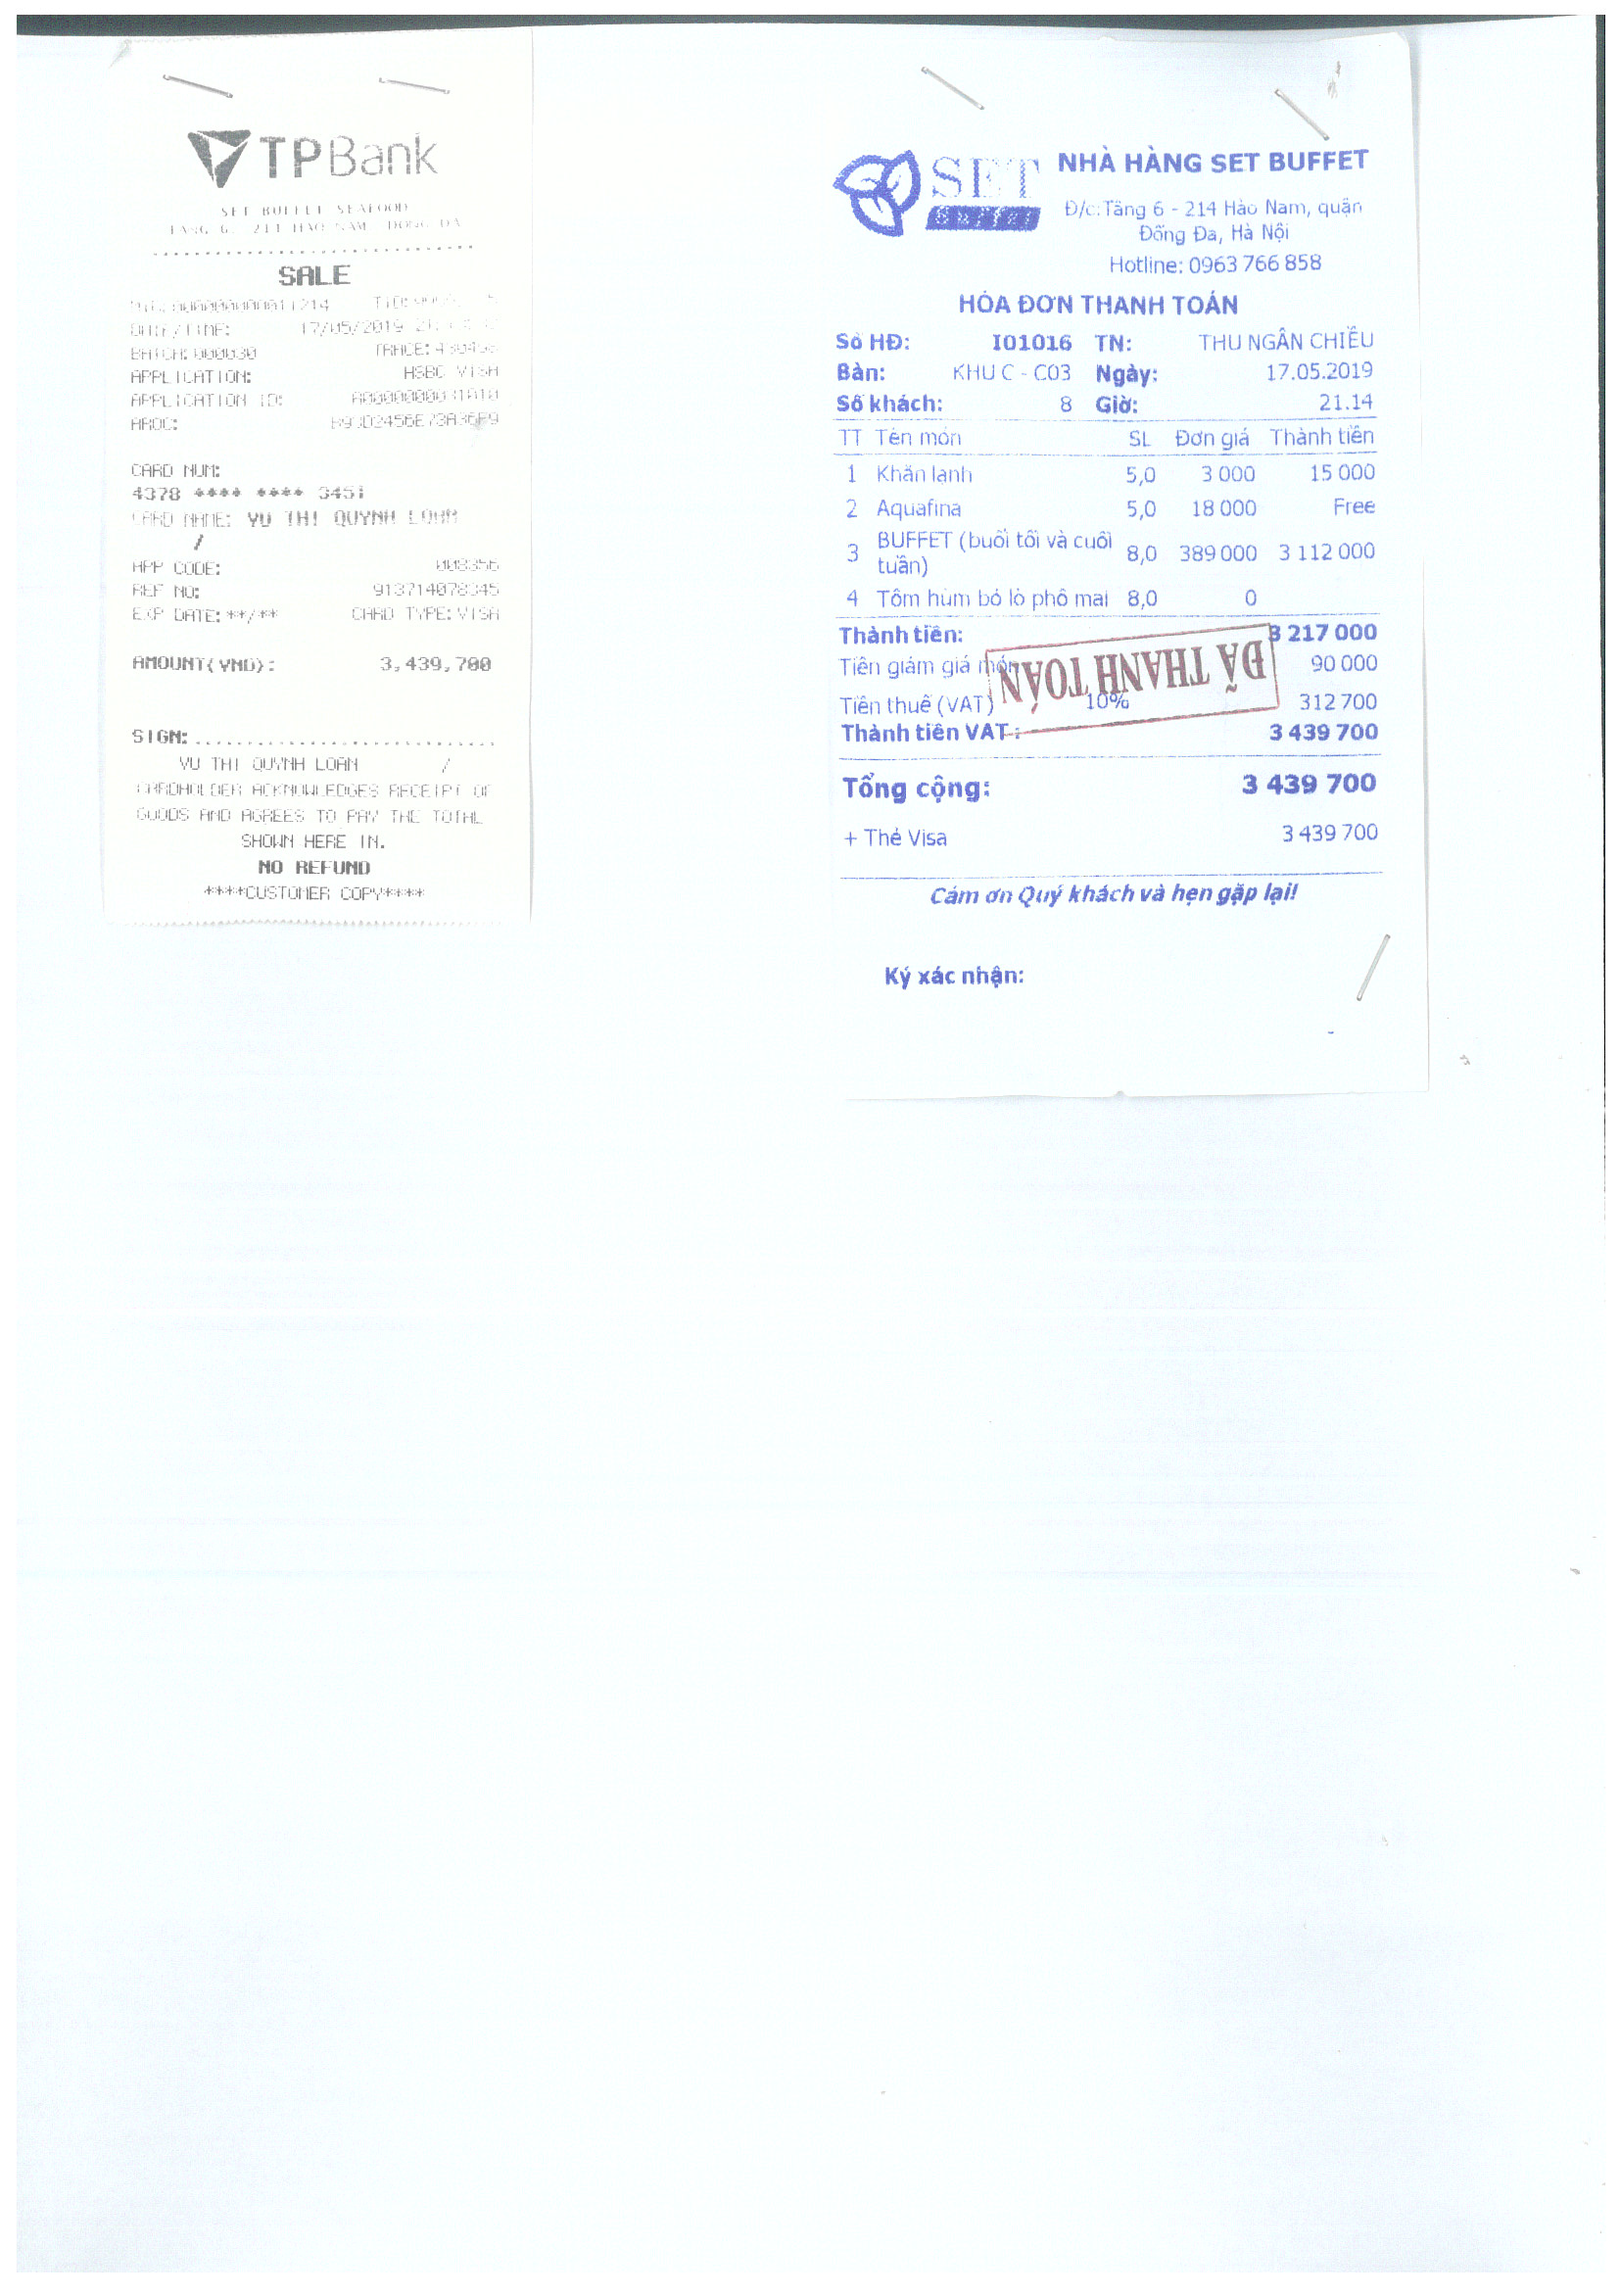 TPBank
SET BUFFET SEAFOOD
TANG 6, 214 HAO NAM DONG DA
SALE
DATE/TIME: 17/05/2019
BATCH: 000030
APPLICATION: HSBC VISA
APPLICATION ID: A0000000031010
AROC:
CARD NUM:
4378 **** **** 3451
CARD NAME: VU THI QUYNH LOAN
/
APP CODE: 008356
REF NO: 913714078345
EXP DATE: **/** CARD TYPE: VISA
AMOUNT(VND): 3,439,700
SIGN:
VU THI QUYNH LOAN /
CARDHOLDER ACKNOWLEDGES RECEIPT OF
GOODS AND AGREES TO PAY THE TOTAL
SHOWN HERE IN.
NO REFUND
****CUSTOMER COPY****
SET
Buffet
NHÀ HÀNG SET BUFFET
Đ/c: Tầng 6 - 214 Hào Nam, quận
Đống Đa, Hà Nội
Hotline: 0963 766 858
HÓA ĐƠN THANH TOÁN
Số HĐ: I01016 TN: THU NGÂN CHIỀU
Bàn: KHU C - C03 Ngày: 17.05.2019
Số khách: 8 Giờ: 21.14
TT Tên món SL Đơn giá Thành tiền
1 Khăn lạnh 5,0 3 000 15 000
2 Aquafina 5,0 18 000 Free
3 BUFFET (buổi tối và cuối
tuần) 8,0 389 000 3 112 000
4 Tôm hùm bỏ lò phô mai 8,0 0
Thành tiền: 3 217 000
Tiền giảm giá món 90 000
Tiền thuế (VAT) 10% 312 700
Thành tiền VAT : 3 439 700
ĐÃ THANH TOÁN
Tổng cộng: 3 439 700
+ Thẻ Visa 3 439 700
Cám ơn Quý khách và hẹn gặp lại!
Ký xác nhận: